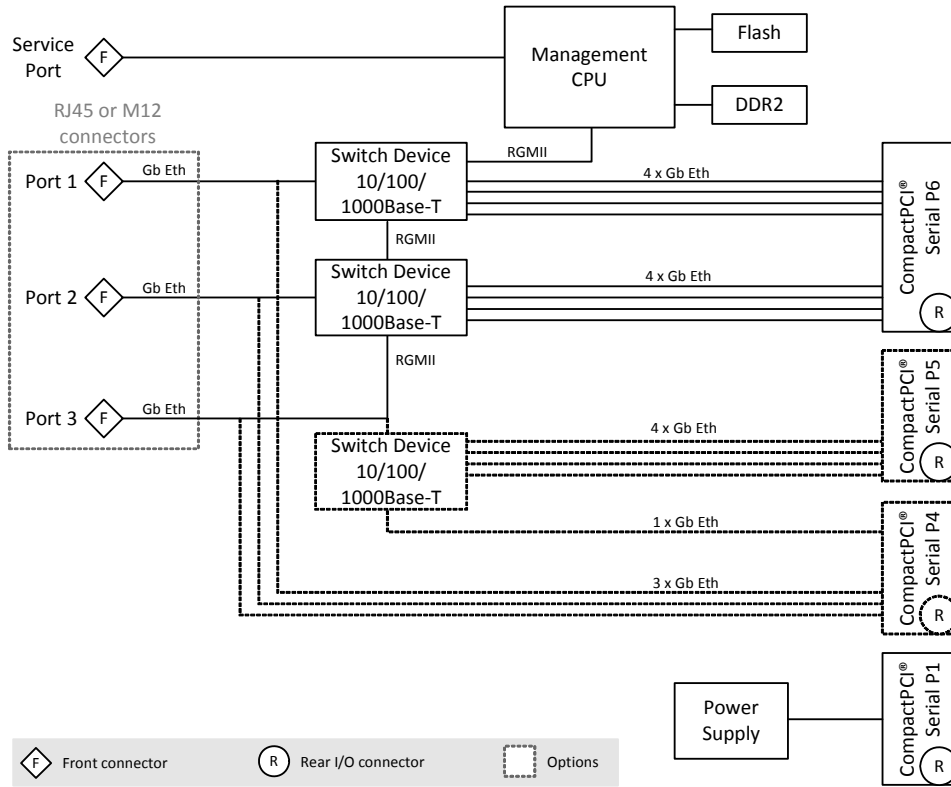 Service
Port
F
Management
CPU
Flash
DDR2
RJ45 or M12
connectors
RGMII
Port 1
F
Gb Eth
Switch Device
10/100/
1000Base-T
4 x Gb Eth
CompactPCI®
Serial P6
R
RGMII
Port 2
F
Gb Eth
Switch Device
10/100/
1000Base-T
4 x Gb Eth
RGMII
Port 3
F
Gb Eth
Switch Device
10/100/
1000Base-T
4 x Gb Eth
CompactPCI®
Serial P5
R
1 x Gb Eth
3 x Gb Eth
CompactPCI®
Serial P4
R
Power
Supply
CompactPCI®
Serial P1
R
F
Front connector
R
Rear I/O connector
Options